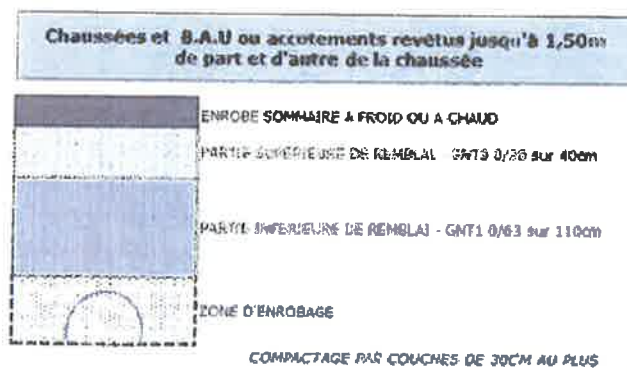 Chaussées et B.A.U ou accotements revêtus jusqu'à 1,50m
de part et d'autre de la chaussée
ENROBE SOMMAIRE A FROID OU A CHAUD
PARTIE SUPERIEURE DE REMBLAI - 0/20 sur 40cm
PARTIE INFERIEURE DE REMBLAI - GNT1 0/63 sur 110cm
ZONE D'ENROBAGE
COMPACTAGE PAR COUCHES DE 30CM AU PLUS